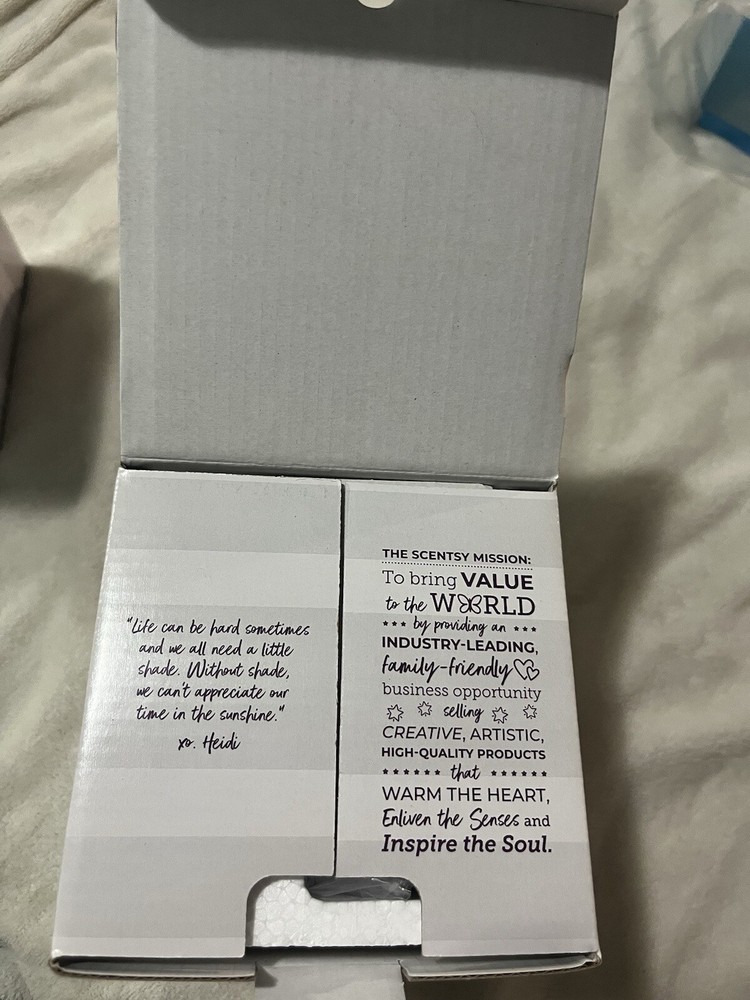 "Life can be hard sometimes
and we all need a little
shade. Without shade,
we can't appreciate our
time in the sunshine."
xo. Heidi
THE SCENTSY MISSION:
To bring VALUE
to the WORLD
by providing an
INDUSTRY-LEADING,
family-friendly
business opportunity
selling
CREATIVE, ARTISTIC,
HIGH-QUALITY PRODUCTS
that
WARM THE HEART,
Enliven the Senses and
Inspire the Soul.